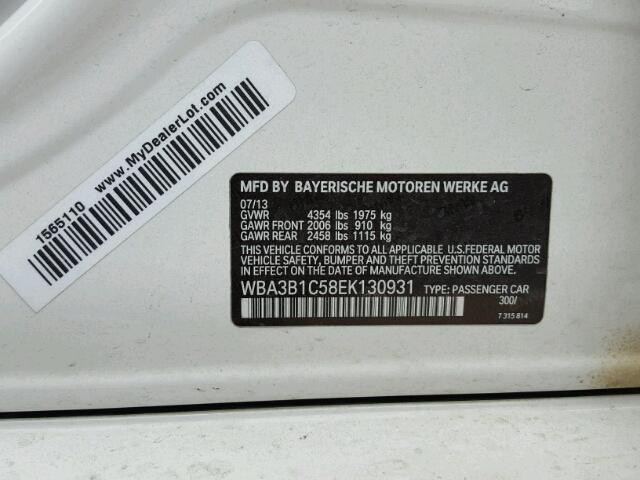 1565110 www.MyDealerLot.com
MFD BY BAYERISCHE MOTOREN WERKE AG
07/13
GVWR 4354 lbs 1975 kg
GAWR FRONT 2006 lbs 910 kg
GAWR REAR 2458 lbs 1115 kg
THIS VEHICLE CONFORMS TO ALL APPLICABLE U.S.FEDERAL MOTOR
VEHICLE SAFETY, BUMPER AND THEFT PREVENTION STANDARDS
IN EFFECT ON THE DATE OF MANUFACTURE SHOWN ABOVE.
WBA3B1C58EK130931 TYPE: PASSENGER CAR
300/
7 315 814